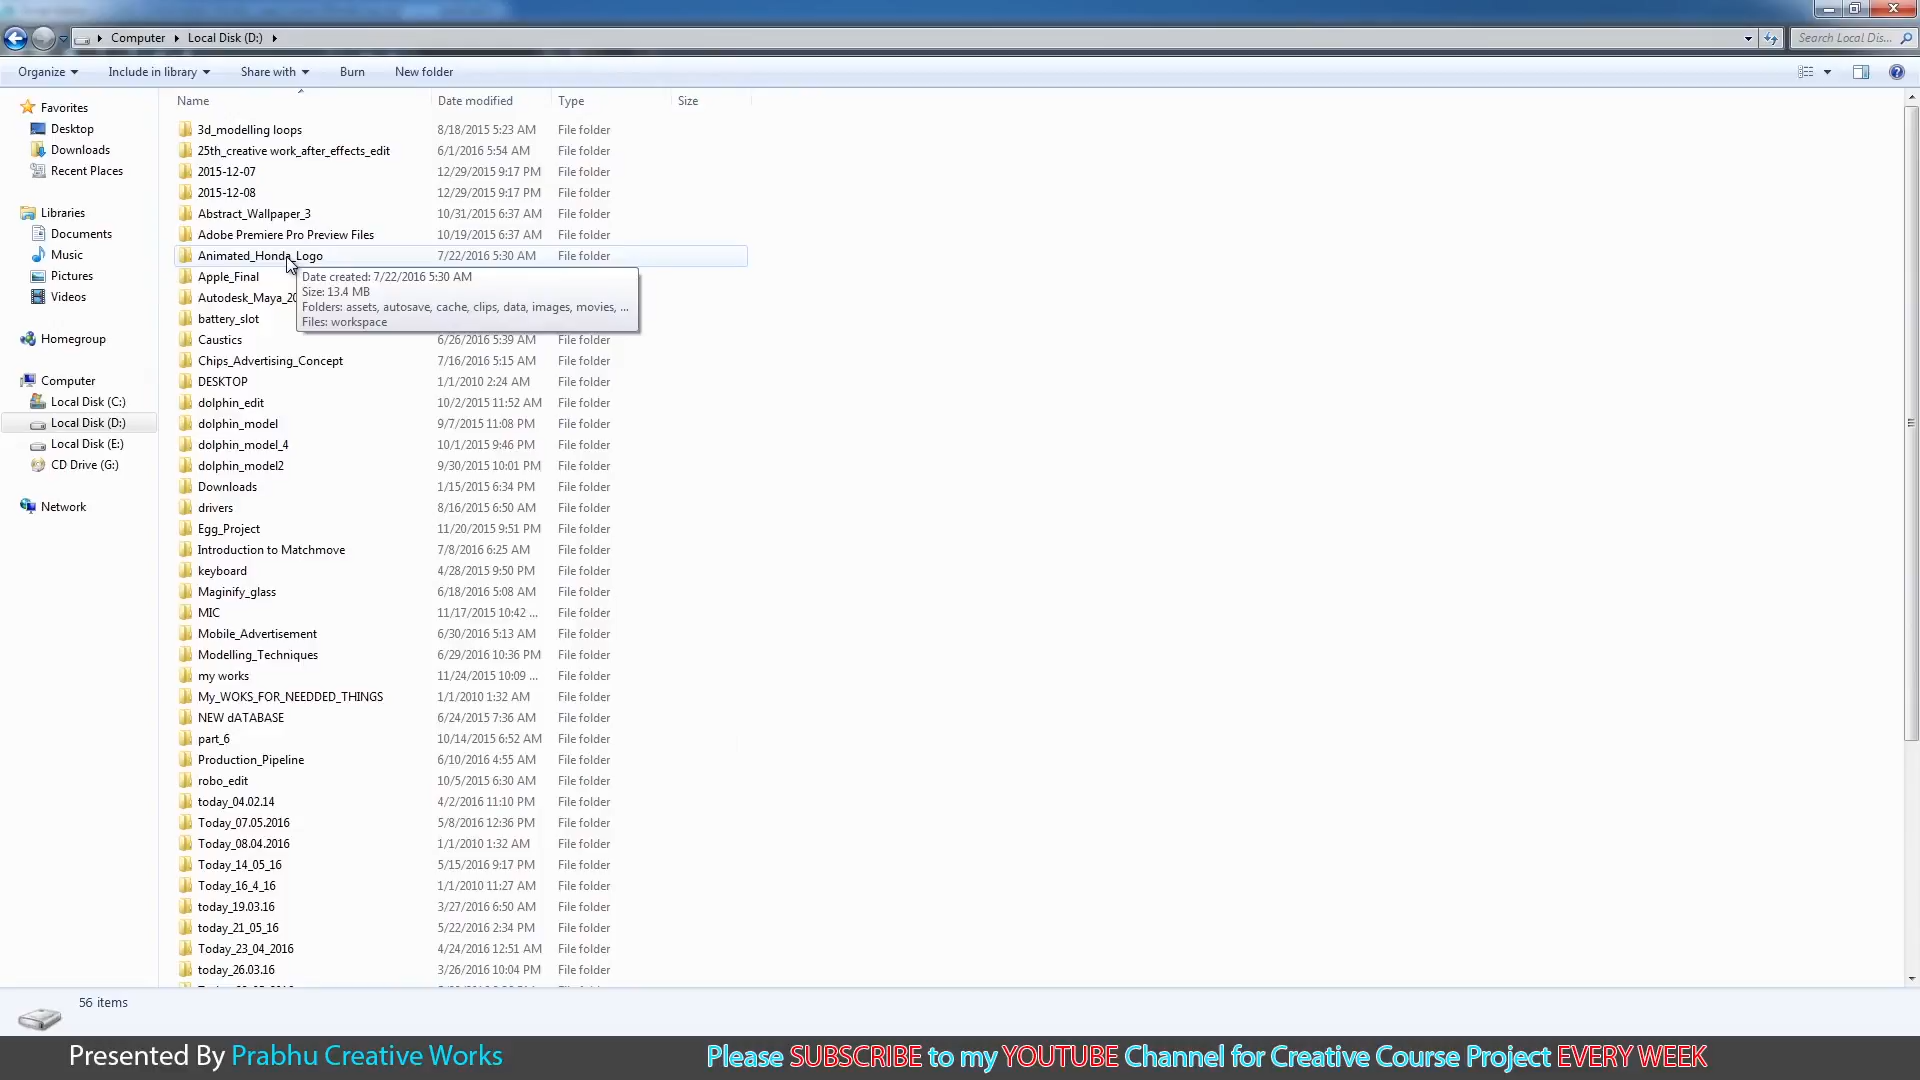 Computer Local Disk (D:) Search Local Dis...
Organize Include in library Share with Burn New folder
Name Date modified Type Size
Favorites
Desktop
Downloads
Recent Places
Libraries
Documents
Music
Pictures
Videos
Homegroup
Computer
Local Disk (C:)
Local Disk (D:)
Local Disk (E:)
CD Drive (G:)
Network
3d_modelling loops 8/18/2015 5:23 AM File folder
25th_creative work_after_effects_edit 6/1/2016 5:54 AM File folder
2015-12-07 12/29/2015 9:17 PM File folder
2015-12-08 12/29/2015 9:17 PM File folder
Abstract_Wallpaper_3 10/31/2015 6:37 AM File folder
Adobe Premiere Pro Preview Files 10/19/2015 6:37 AM File folder
Animated_Honda_Logo 7/22/2016 5:30 AM File folder
Apple_Final
Autodesk_Maya_20
battery_slot
Date created: 7/22/2016 5:30 AM
Size: 13.4 MB
Folders: assets, autosave, cache, clips, data, images, movies, ...
Files: workspace
Caustics 6/26/2016 5:39 AM File folder
Chips_Advertising_Concept 7/16/2016 5:15 AM File folder
DESKTOP 1/1/2010 2:24 AM File folder
dolphin_edit 10/2/2015 11:52 AM File folder
dolphin_model 9/7/2015 11:08 PM File folder
dolphin_model_4 10/1/2015 9:46 PM File folder
dolphin_model2 9/30/2015 10:01 PM File folder
Downloads 1/15/2015 6:34 PM File folder
drivers 8/16/2015 6:50 AM File folder
Egg_Project 11/20/2015 9:51 PM File folder
Introduction to Matchmove 7/8/2016 6:25 AM File folder
keyboard 4/28/2015 9:50 PM File folder
Maginify_glass 6/18/2016 5:08 AM File folder
MIC 11/17/2015 10:42 ... File folder
Mobile_Advertisement 6/30/2016 5:13 AM File folder
Modelling_Techniques 6/29/2016 10:36 PM File folder
my works 11/24/2015 10:09 ... File folder
My_WOKS_FOR_NEEDDED_THINGS 1/1/2010 1:32 AM File folder
NEW dATABASE 6/24/2015 7:36 AM File folder
part_6 10/14/2015 6:52 AM File folder
Production_Pipeline 6/10/2016 4:55 AM File folder
robo_edit 10/5/2015 6:30 AM File folder
today_04.02.14 4/2/2016 11:10 PM File folder
Today_07.05.2016 5/8/2016 12:36 PM File folder
Today_08.04.2016 1/1/2010 1:32 AM File folder
Today_14_05_16 5/15/2016 9:17 PM File folder
Today_16_4_16 1/1/2010 11:27 AM File folder
today_19.03.16 3/27/2016 6:50 AM File folder
today_21_05_16 5/22/2016 2:34 PM File folder
Today_23_04_2016 4/24/2016 12:51 AM File folder
today_26.03.16 3/26/2016 10:04 PM File folder
56 items
Presented By Prabhu Creative Works Please SUBSCRIBE to my YOUTUBE Channel for Creative Course Project EVERY WEEK